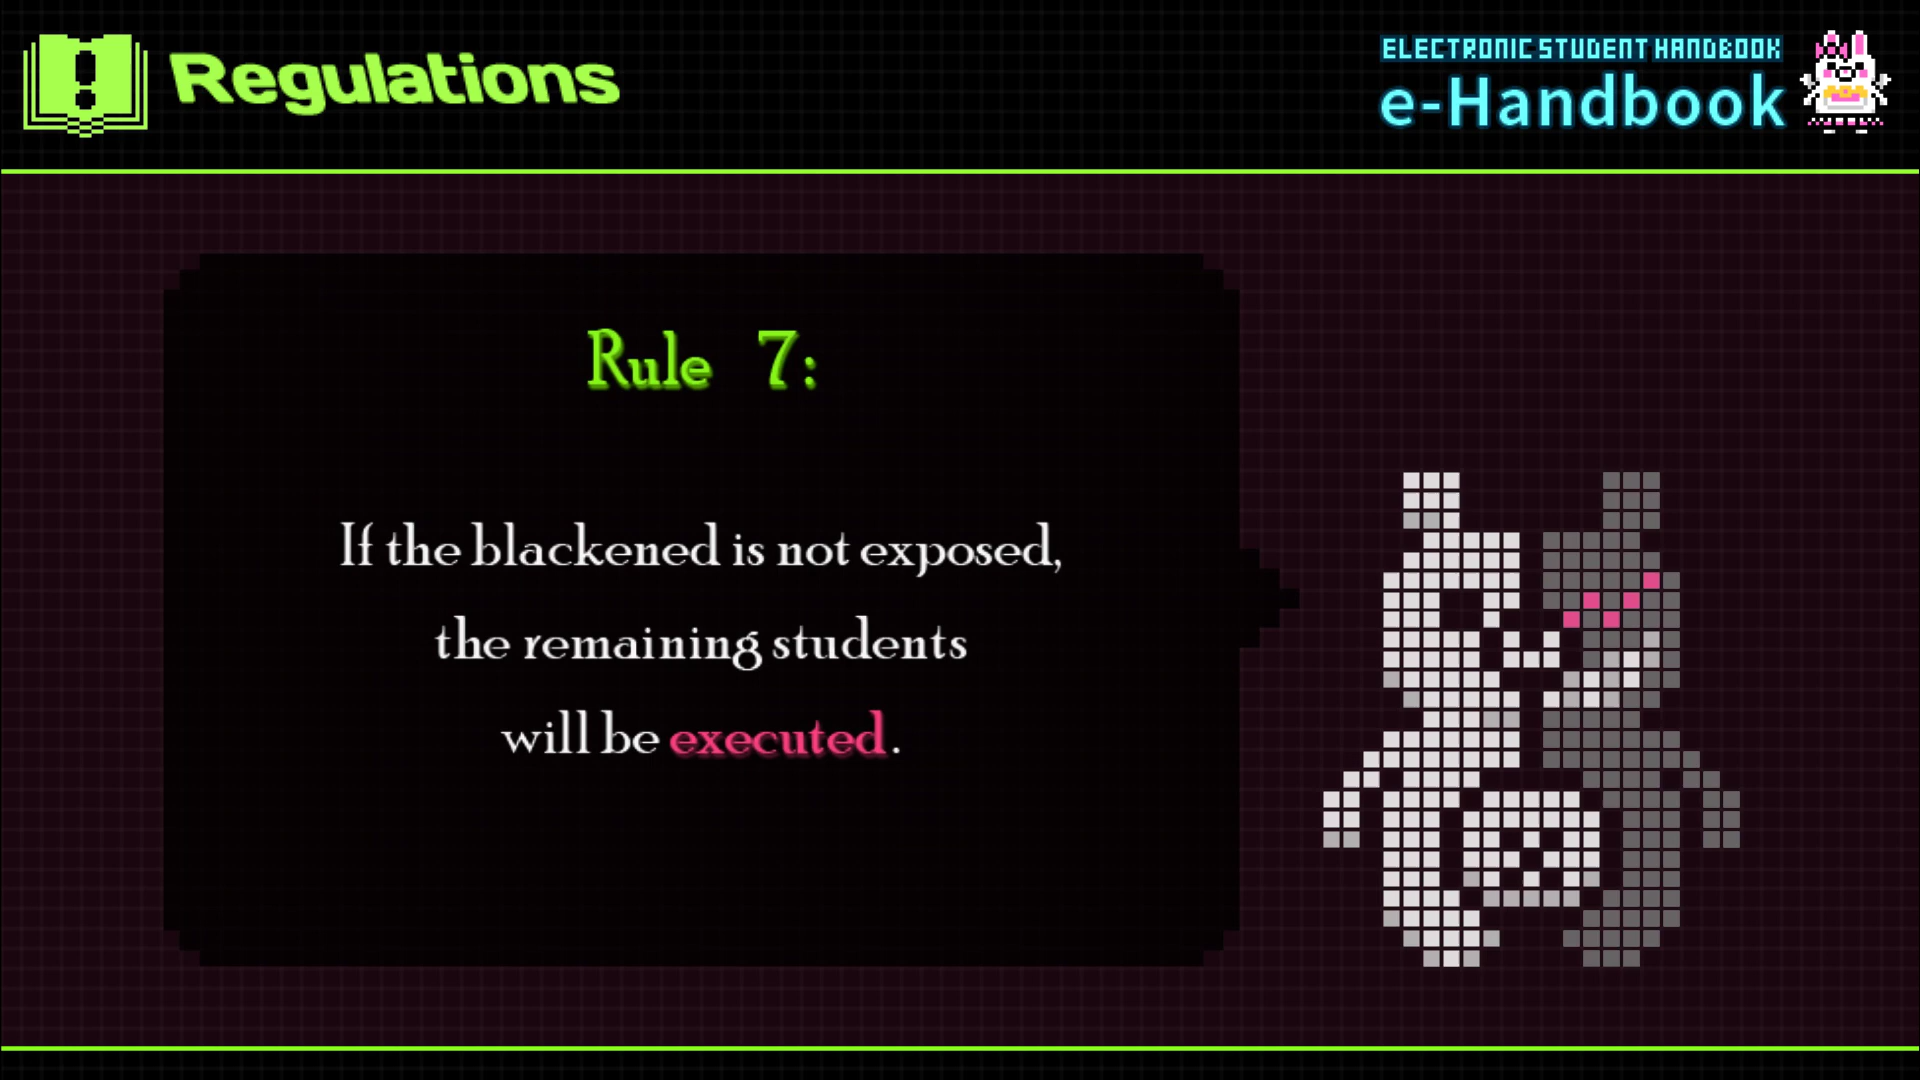 Regulations
ELECTRONIC STUDENT HANDBOOK
e-Handbook
Rule 7:
If the blackened is not exposed,
the remaining students
will be executed.